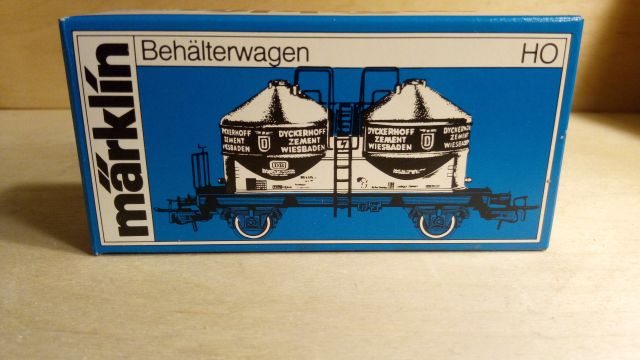 märklin
Behälterwagen
HO
DYCKERHOFF
ZEMENT
WIESBADEN
DYCKERHOFF
ZEMENT
WIESBADEN
DB